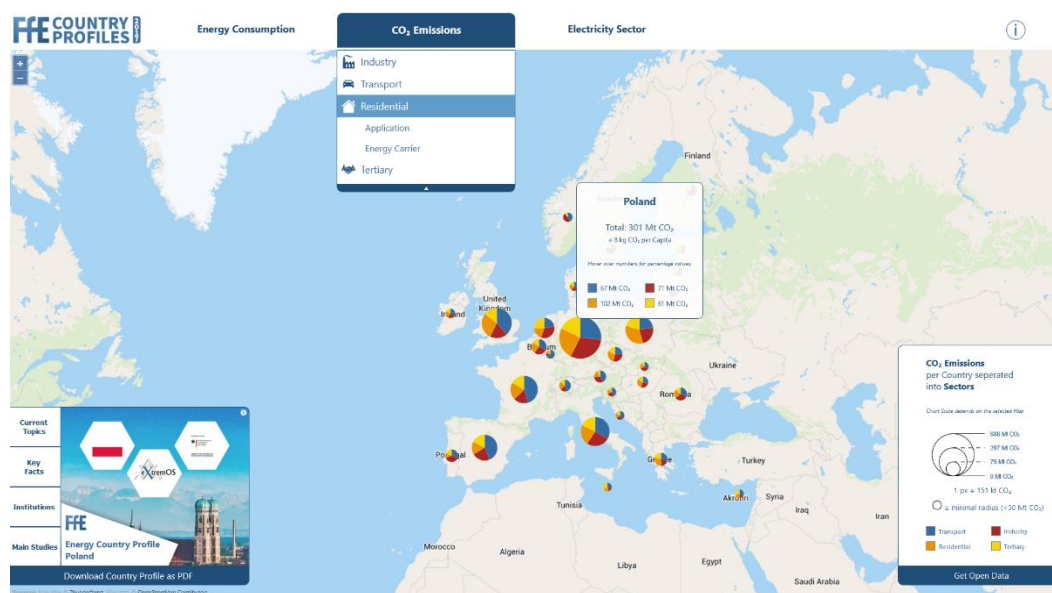 FfE COUNTRY PROFILES
Energy Consumption
CO₂ Emissions
Electricity Sector
i
+
−
Industry
Transport
Residential
Application
Energy Carrier
Tertiary
Finland
Poland
Total: 301 Mt CO₂
≙ 8 kg CO₂ per Capita
Hover over numbers for percentage values
67 Mt CO₂
71 Mt CO₂
102 Mt CO₂
61 Mt CO₂
United
Kingdom
Ireland
Belgium
Ukraine
Romania
Portugal
Greece
Turkey
Akrotiri
Syria
Iraq
Iran
Tunisia
Morocco
Algeria
Libya
Egypt
Saudi Arabia
CO₂ Emissions
per Country seperated
into Sectors
Chart Scale depends on the selected Map
686 Mt CO₂
297 Mt CO₂
75 Mt CO₂
0 Mt CO₂
1 px ≙ 151 kt CO₂
≙ minimal radius (<30 Mt CO₂)
Transport
Industry
Residential
Tertiary
Get Open Data
Current
Topics
Key
Facts
Institutions
Main Studies
eXtremOS
FfE
Energy Country Profile
Poland
Download Country Profile as PDF